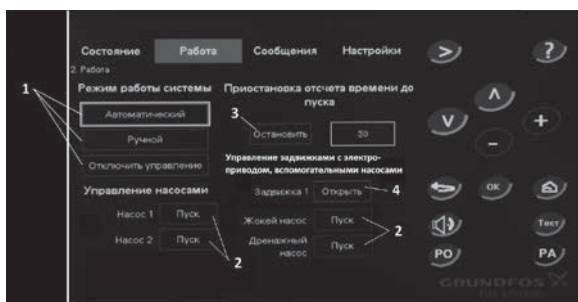 Состояние Работа Сообщения Настройки > ?
2. Работа
Режим работы системы
1
Автоматический
Ручной
Отключить управление
Приостановка отсчета времени до
пуска
3
Остановить 30
Управление задвижками с электро-
приводом, вспомогательными насосами
Задвижка 1 Открыть 4
Управление насосами
Насос 1 Пуск
Насос 2 Пуск
2
Жокей насос Пуск
Дренажный
насос Пуск
2
+
−
OK
Тест
РО РА
GRUNDFOS